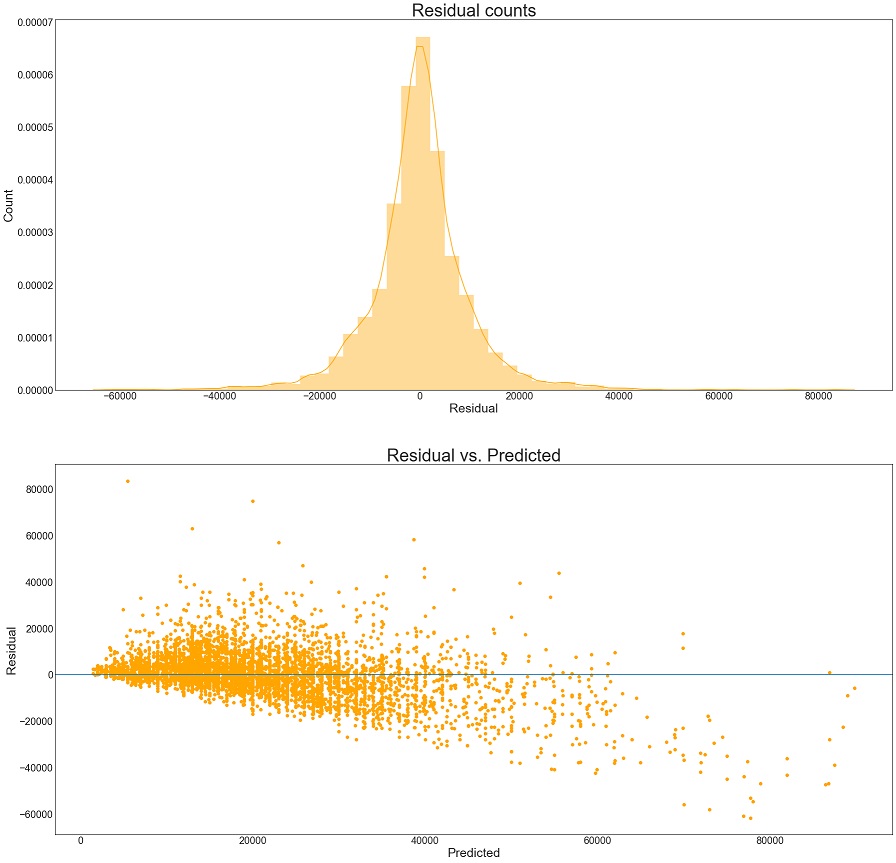 Residual counts
0.00007
0.00006
0.00005
0.00004
0.00003
0.00002
0.00001
0.00000
Count
−60000 −40000 −20000 0 20000 40000 60000 80000
Residual
Residual vs. Predicted
80000
60000
40000
20000
0
−20000
−40000
−60000
Residual
0 20000 40000 60000 80000
Predicted